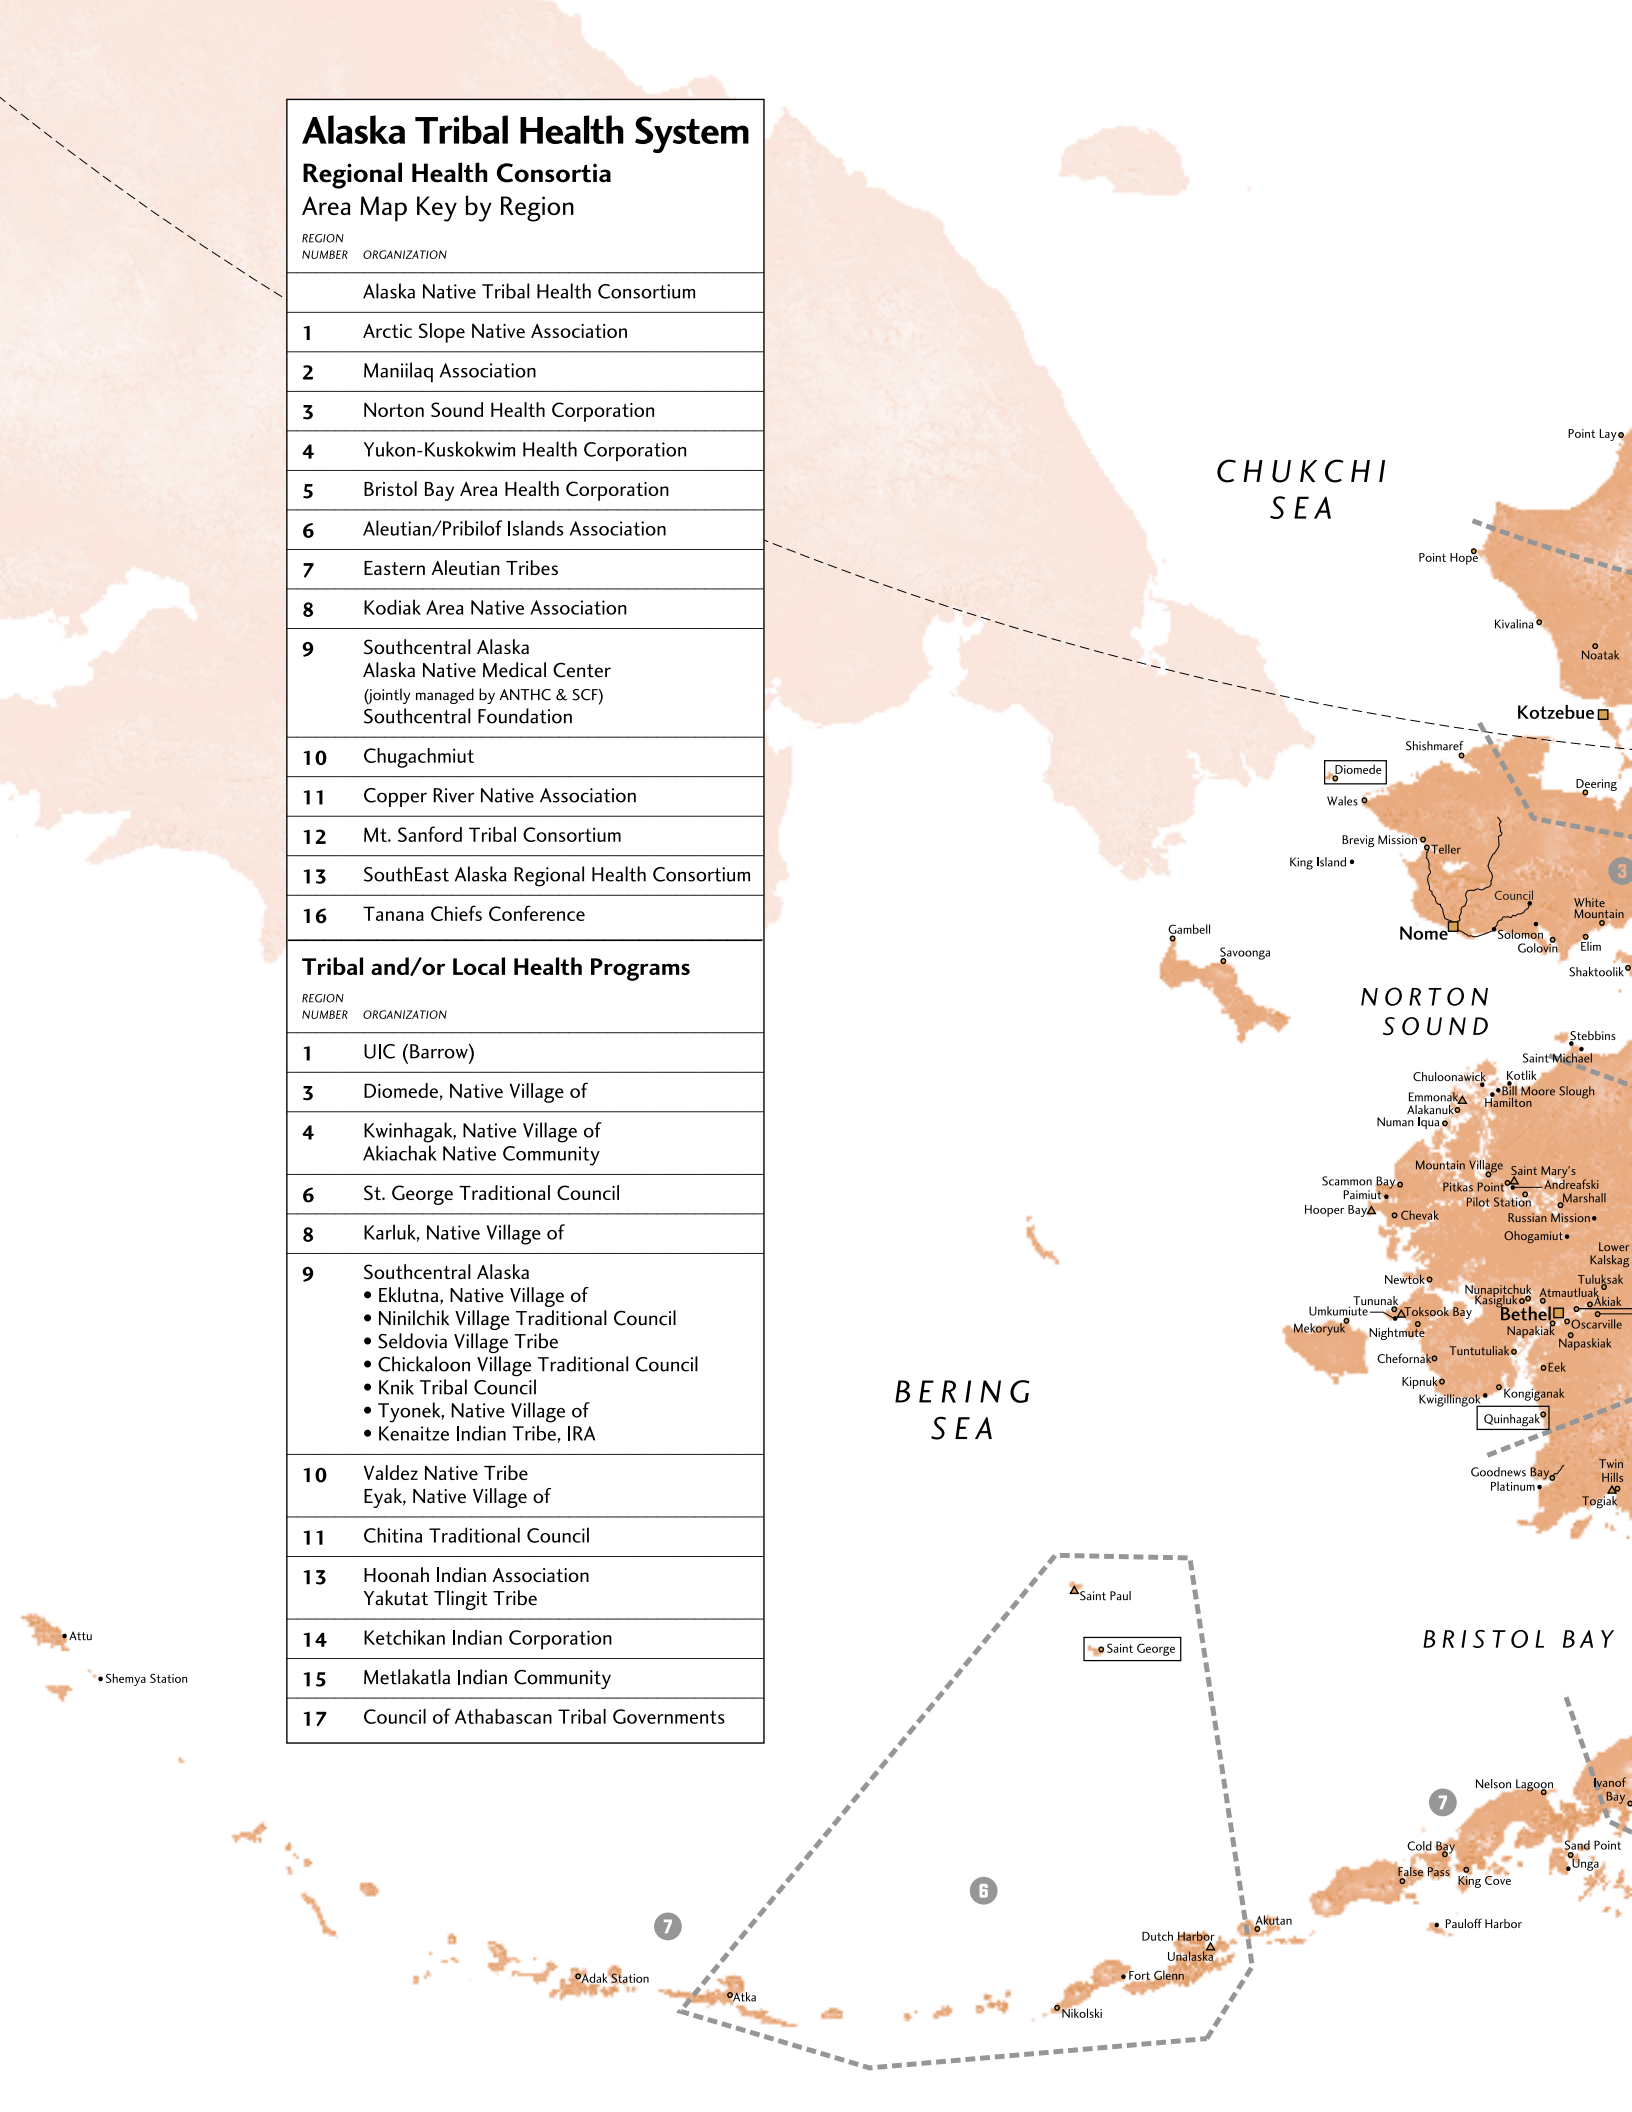 Alaska Tribal Health System
Regional Health Consortia
Area Map Key by Region
REGION
NUMBER ORGANIZATION
Alaska Native Tribal Health Consortium
1 Arctic Slope Native Association
2 Maniilaq Association
3 Norton Sound Health Corporation
4 Yukon-Kuskokwim Health Corporation
5 Bristol Bay Area Health Corporation
6 Aleutian/Pribilof Islands Association
7 Eastern Aleutian Tribes
8 Kodiak Area Native Association
9 Southcentral Alaska
Alaska Native Medical Center
(jointly managed by ANTHC & SCF)
Southcentral Foundation
10 Chugachmiut
11 Copper River Native Association
12 Mt. Sanford Tribal Consortium
13 SouthEast Alaska Regional Health Consortium
16 Tanana Chiefs Conference
Tribal and/or Local Health Programs
REGION
NUMBER ORGANIZATION
1 UIC (Barrow)
3 Diomede, Native Village of
4 Kwinhagak, Native Village of
Akiachak Native Community
6 St. George Traditional Council
8 Karluk, Native Village of
9 Southcentral Alaska
• Eklutna, Native Village of
• Ninilchik Village Traditional Council
• Seldovia Village Tribe
• Chickaloon Village Traditional Council
• Knik Tribal Council
• Tyonek, Native Village of
• Kenaitze Indian Tribe, IRA
10 Valdez Native Tribe
Eyak, Native Village of
11 Chitina Traditional Council
13 Hoonah Indian Association
Yakutat Tlingit Tribe
14 Ketchikan Indian Corporation
15 Metlakatla Indian Community
17 Council of Athabascan Tribal Governments
Point Lay
CHUKCHI
SEA
Point Hope
Kivalina
Noatak
Kotzebue
Shishmaref
Diomede
Deering
Wales
Brevig Mission
Teller
King Island
3
Council
White
Mountain
Nome
Solomon
Golovin
Elim
Gambell
Savoonga
Shaktoolik
NORTON
SOUND
Stebbins
Saint Michael
Chuloonawick
Kotlik
Bill Moore Slough
Emmonak
Hamilton
Alakanuk
Numan Iqua
Mountain Village
Saint Mary's
Scammon Bay
Pitkas Point
Andreafski
Paimiut
Pilot Station
Marshall
Hooper Bay
Chevak
Russian Mission
Ohogamiut
Lower
Kalskag
Newtok
Tuluksak
Nunapitchuk
Atmautluak
Kasigluk
Akiak
Tununak
Umkumiute
Toksook Bay
Bethel
Mekoryuk
Nightmute
Oscarville
Napakiak
Napaskiak
Tuntutuliak
Chefornak
Eek
Kipnuk
Kwigillingok
Kongiganak
BERING
SEA
Quinhagak
Goodnews Bay
Platinum
Twin
Hills
Togiak
Saint Paul
Saint George
BRISTOL BAY
Attu
Shemya Station
Nelson Lagoon
Ivanof
Bay
7
Cold Bay
Sand Point
False Pass
Unga
King Cove
6
Pauloff Harbor
Akutan
7
Dutch Harbor
Unalaska
Adak Station
Fort Glenn
Atka
Nikolski